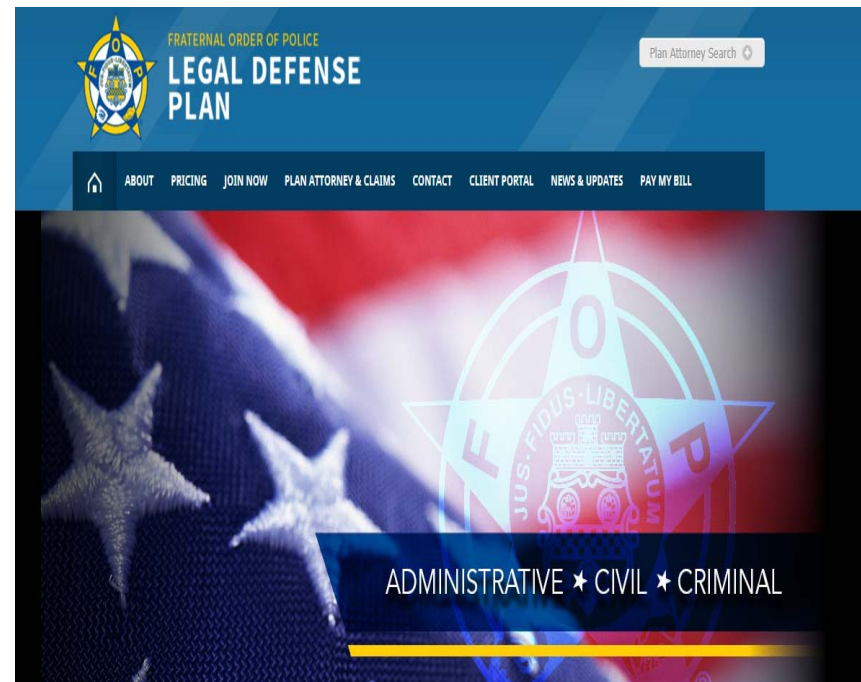 FRATERNAL ORDER OF POLICE
LEGAL DEFENSE
PLAN
F O P
Plan Attorney Search
ABOUT PRICING JOIN NOW PLAN ATTORNEY & CLAIMS CONTACT CLIENT PORTAL NEWS & UPDATES PAY MY BILL
F O P
JUS · FIDUS · LIBERTATUM
ADMINISTRATIVE ★ CIVIL ★ CRIMINAL